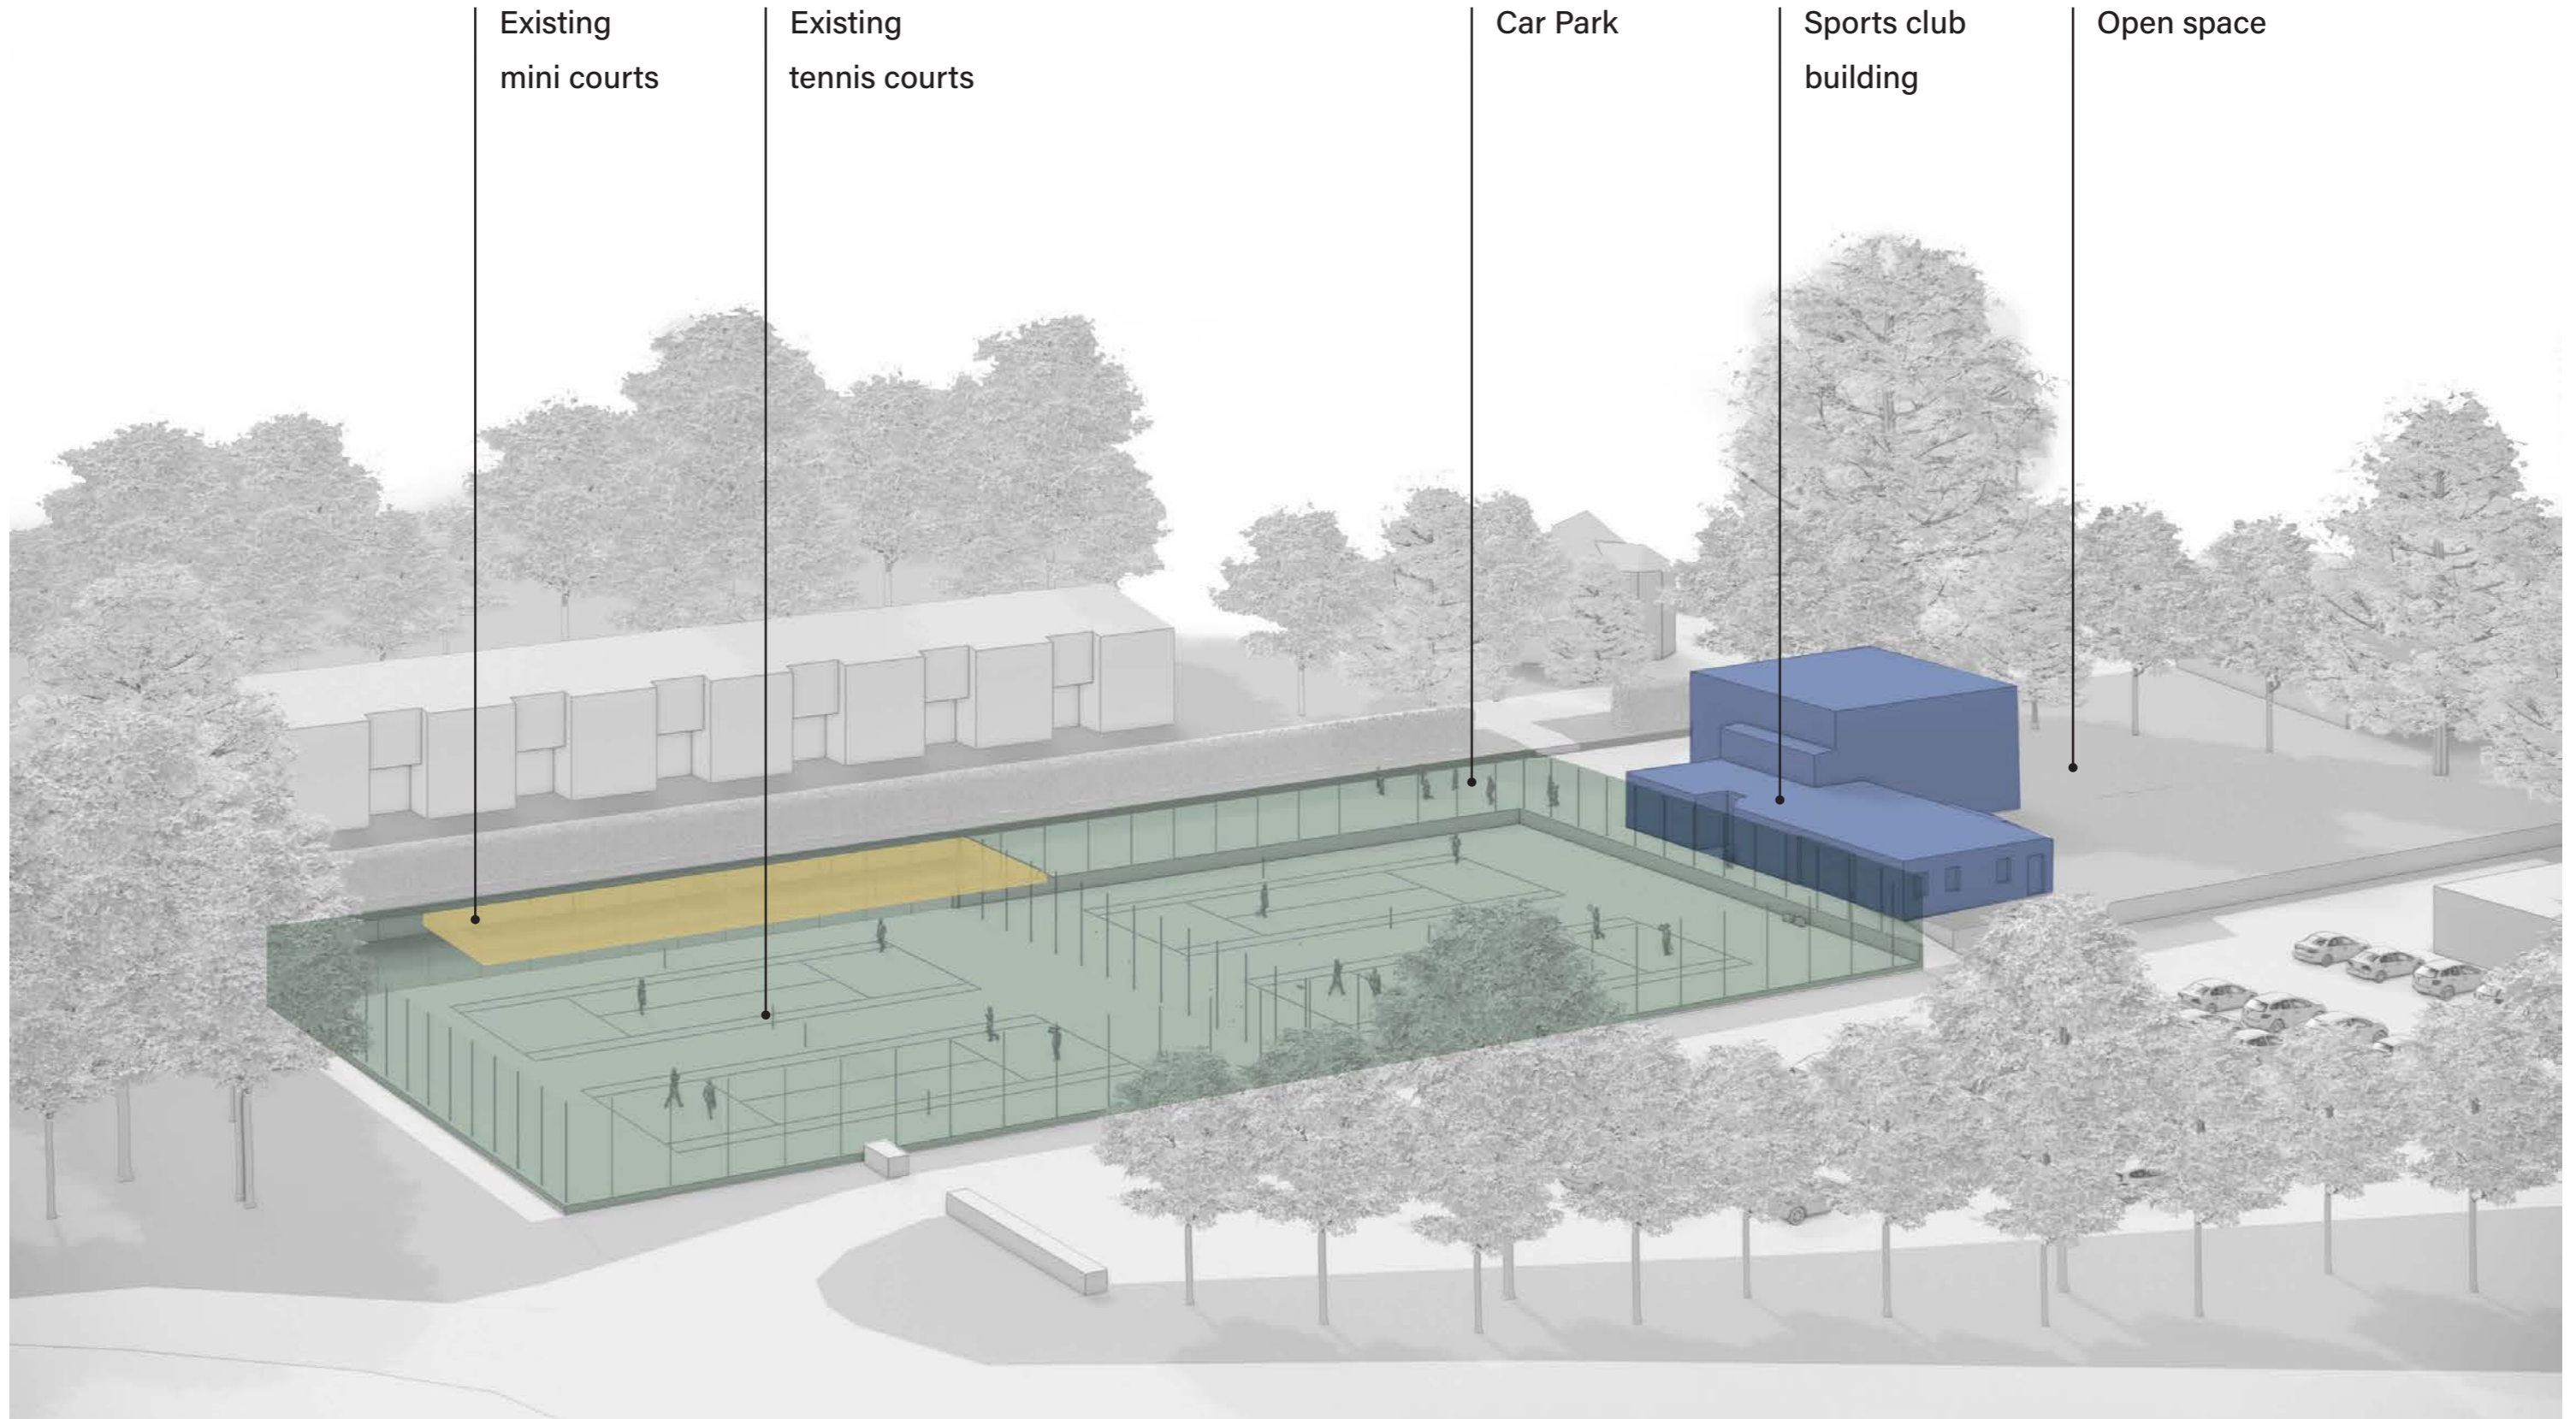 Existing
mini courts
Existing
tennis courts
Car Park
Sports club
building
Open space